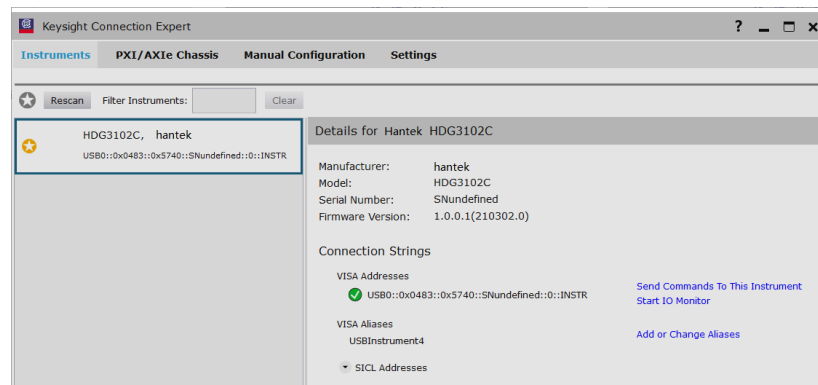 Keysight Connection Expert
?
Instruments PXI/AXIe Chassis Manual Configuration Settings
Rescan Filter Instruments: Clear
HDG3102C, hantek
USB0::0x0483::0x5740::SNundefined::0::INSTR
Details for Hantek HDG3102C
Manufacturer: hantek
Model: HDG3102C
Serial Number: SNundefined
Firmware Version: 1.0.0.1(210302.0)
Connection Strings
VISA Addresses
USB0::0x0483::0x5740::SNundefined::0::INSTR
Send Commands To This Instrument
Start IO Monitor
VISA Aliases
USBInstrument4
Add or Change Aliases
SICL Addresses